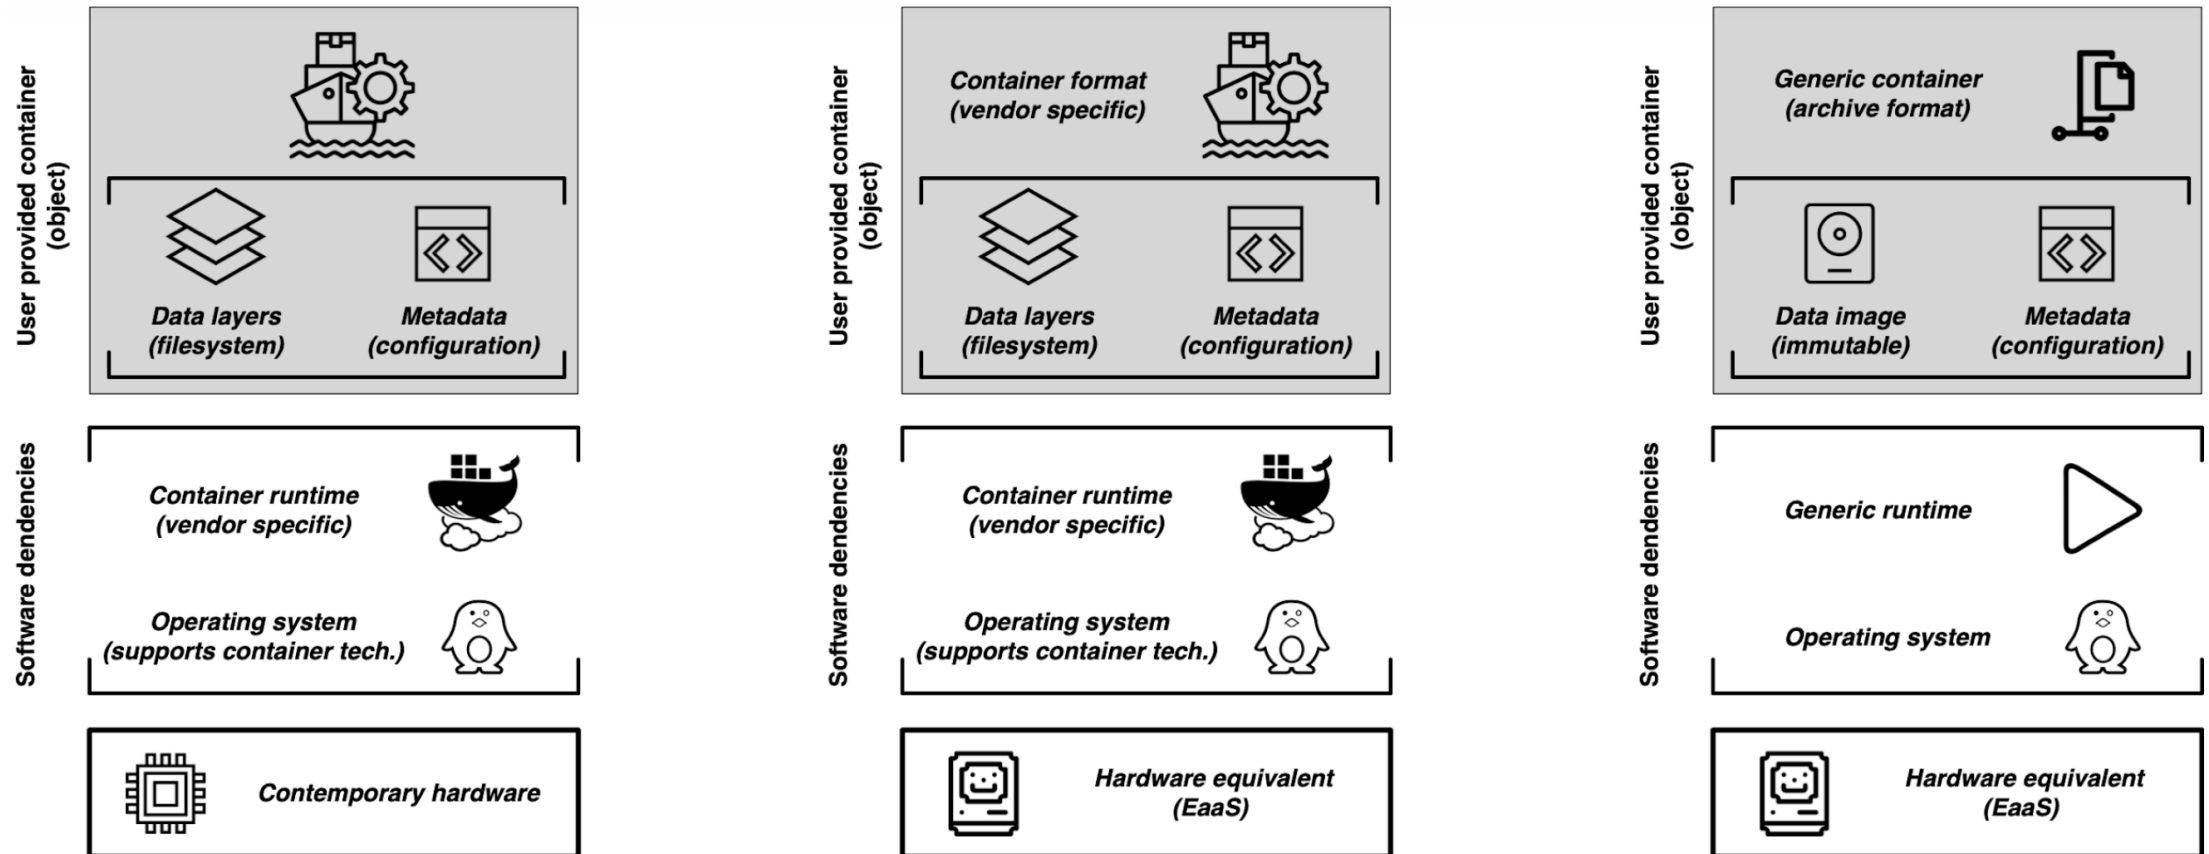 User provided container
(object)
Data layers
(filesystem)
Metadata
(configuration)
Software dendencies
Container runtime
(vendor specific)
Operating system
(supports container tech.)
Contemporary hardware
User provided container
(object)
Container format
(vendor specific)
Data layers
(filesystem)
Metadata
(configuration)
Software dendencies
Container runtime
(vendor specific)
Operating system
(supports container tech.)
Hardware equivalent
(EaaS)
User provided container
(object)
Generic container
(archive format)
Data image
(immutable)
Metadata
(configuration)
Software dendencies
Generic runtime
Operating system
Hardware equivalent
(EaaS)